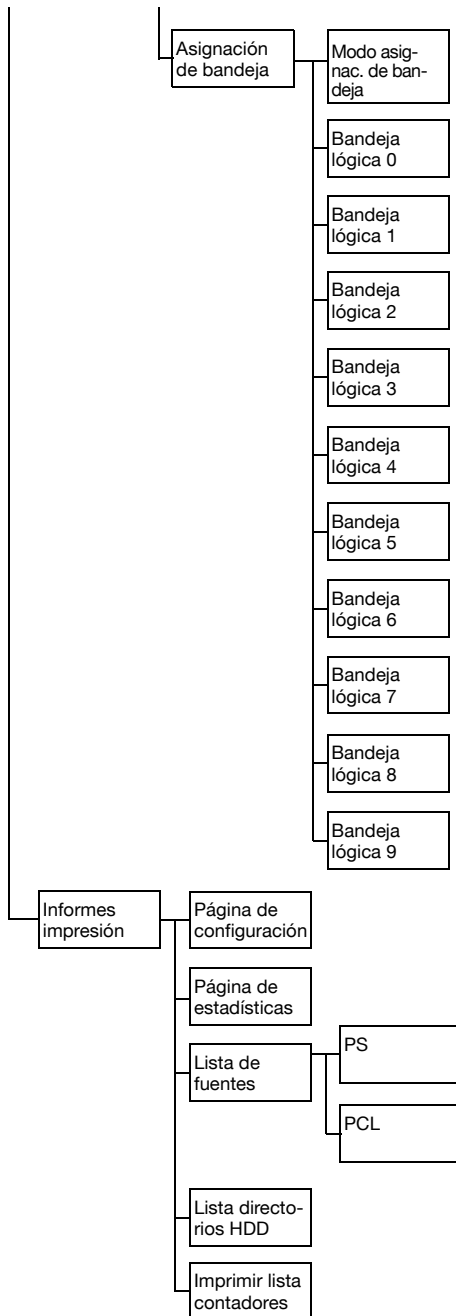 Asignación
de bandeja
Modo asig-
nac. de ban-
deja
Bandeja
lógica 0
Bandeja
lógica 1
Bandeja
lógica 2
Bandeja
lógica 3
Bandeja
lógica 4
Bandeja
lógica 5
Bandeja
lógica 6
Bandeja
lógica 7
Bandeja
lógica 8
Bandeja
lógica 9
Informes
impresión
Página de
configuración
Página de
estadísticas
Lista de
fuentes
PS
PCL
Lista directo-
rios HDD
Imprimir lista
contadores